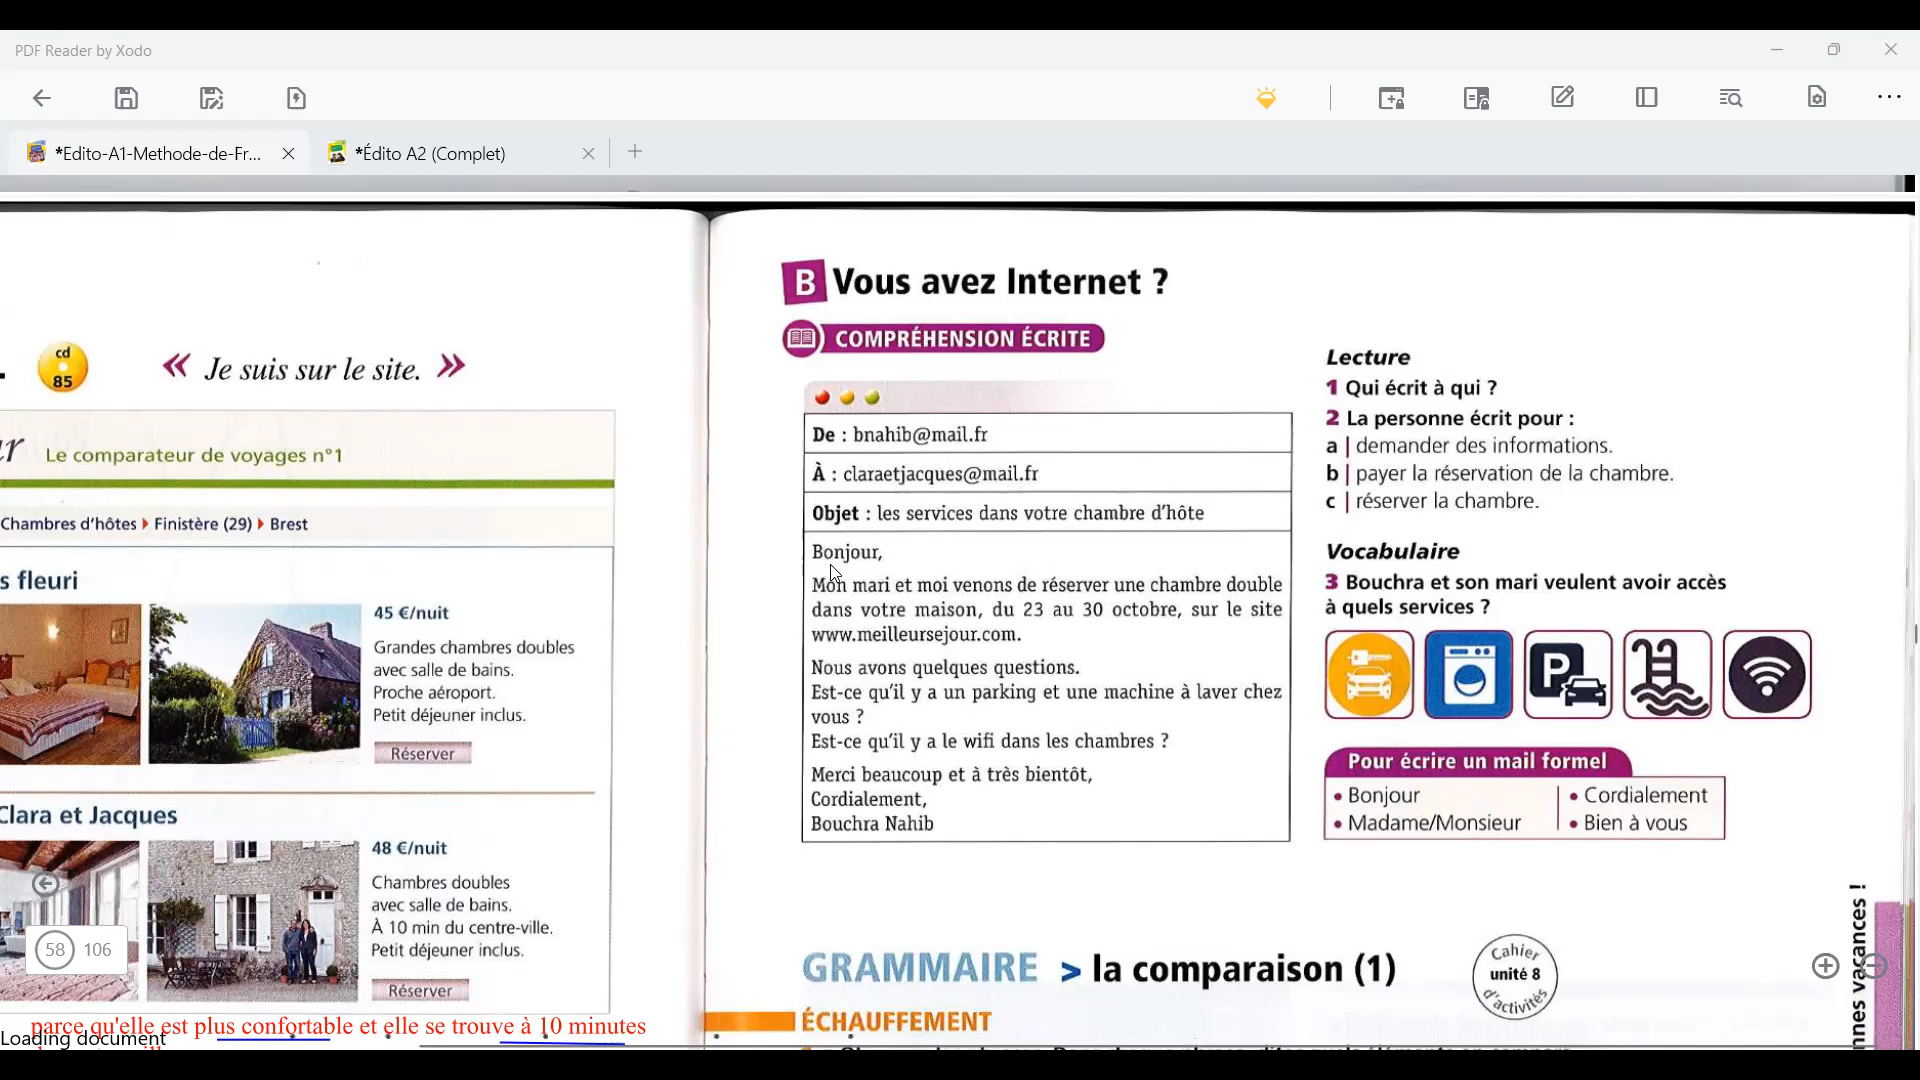 PDF Reader by Xodo
*Edito-A1-Methode-de-Fr...
*Édito A2 (Complet)
cd
85
« Je suis sur le site. »
Le comparateur de voyages n°1
Chambres d'hôtes
Finistère (29)
Brest
s fleuri
45 €/nuit
Grandes chambres doubles
avec salle de bains.
Proche aéroport.
Petit déjeuner inclus.
Réserver
Clara et Jacques
48 €/nuit
Chambres doubles
avec salle de bains.
À 10 min du centre-ville.
Petit déjeuner inclus.
Réserver
58 106
parce qu'elle est plus confortable et elle se trouve à 10 minutes
Loading document
B Vous avez Internet ?
COMPRÉHENSION ÉCRITE
De : bnahib@mail.fr
À : claraetjacques@mail.fr
Objet : les services dans votre chambre d'hôte
Bonjour,
Mon mari et moi venons de réserver une chambre double
dans votre maison, du 23 au 30 octobre, sur le site
www.meilleursejour.com.
Nous avons quelques questions.
Est-ce qu'il y a un parking et une machine à laver chez
vous ?
Est-ce qu'il y a le wifi dans les chambres ?
Merci beaucoup et à très bientôt,
Cordialement,
Bouchra Nahib
Lecture
1 Qui écrit à qui ?
2 La personne écrit pour :
a | demander des informations.
b | payer la réservation de la chambre.
c | réserver la chambre.
Vocabulaire
3 Bouchra et son mari veulent avoir accès
à quels services ?
P
Pour écrire un mail formel
• Bonjour
• Madame/Monsieur
• Cordialement
• Bien à vous
GRAMMAIRE > la comparaison (1)
Cahier
unité 8
d'activités
ÉCHAUFFEMENT
nnes vacances !